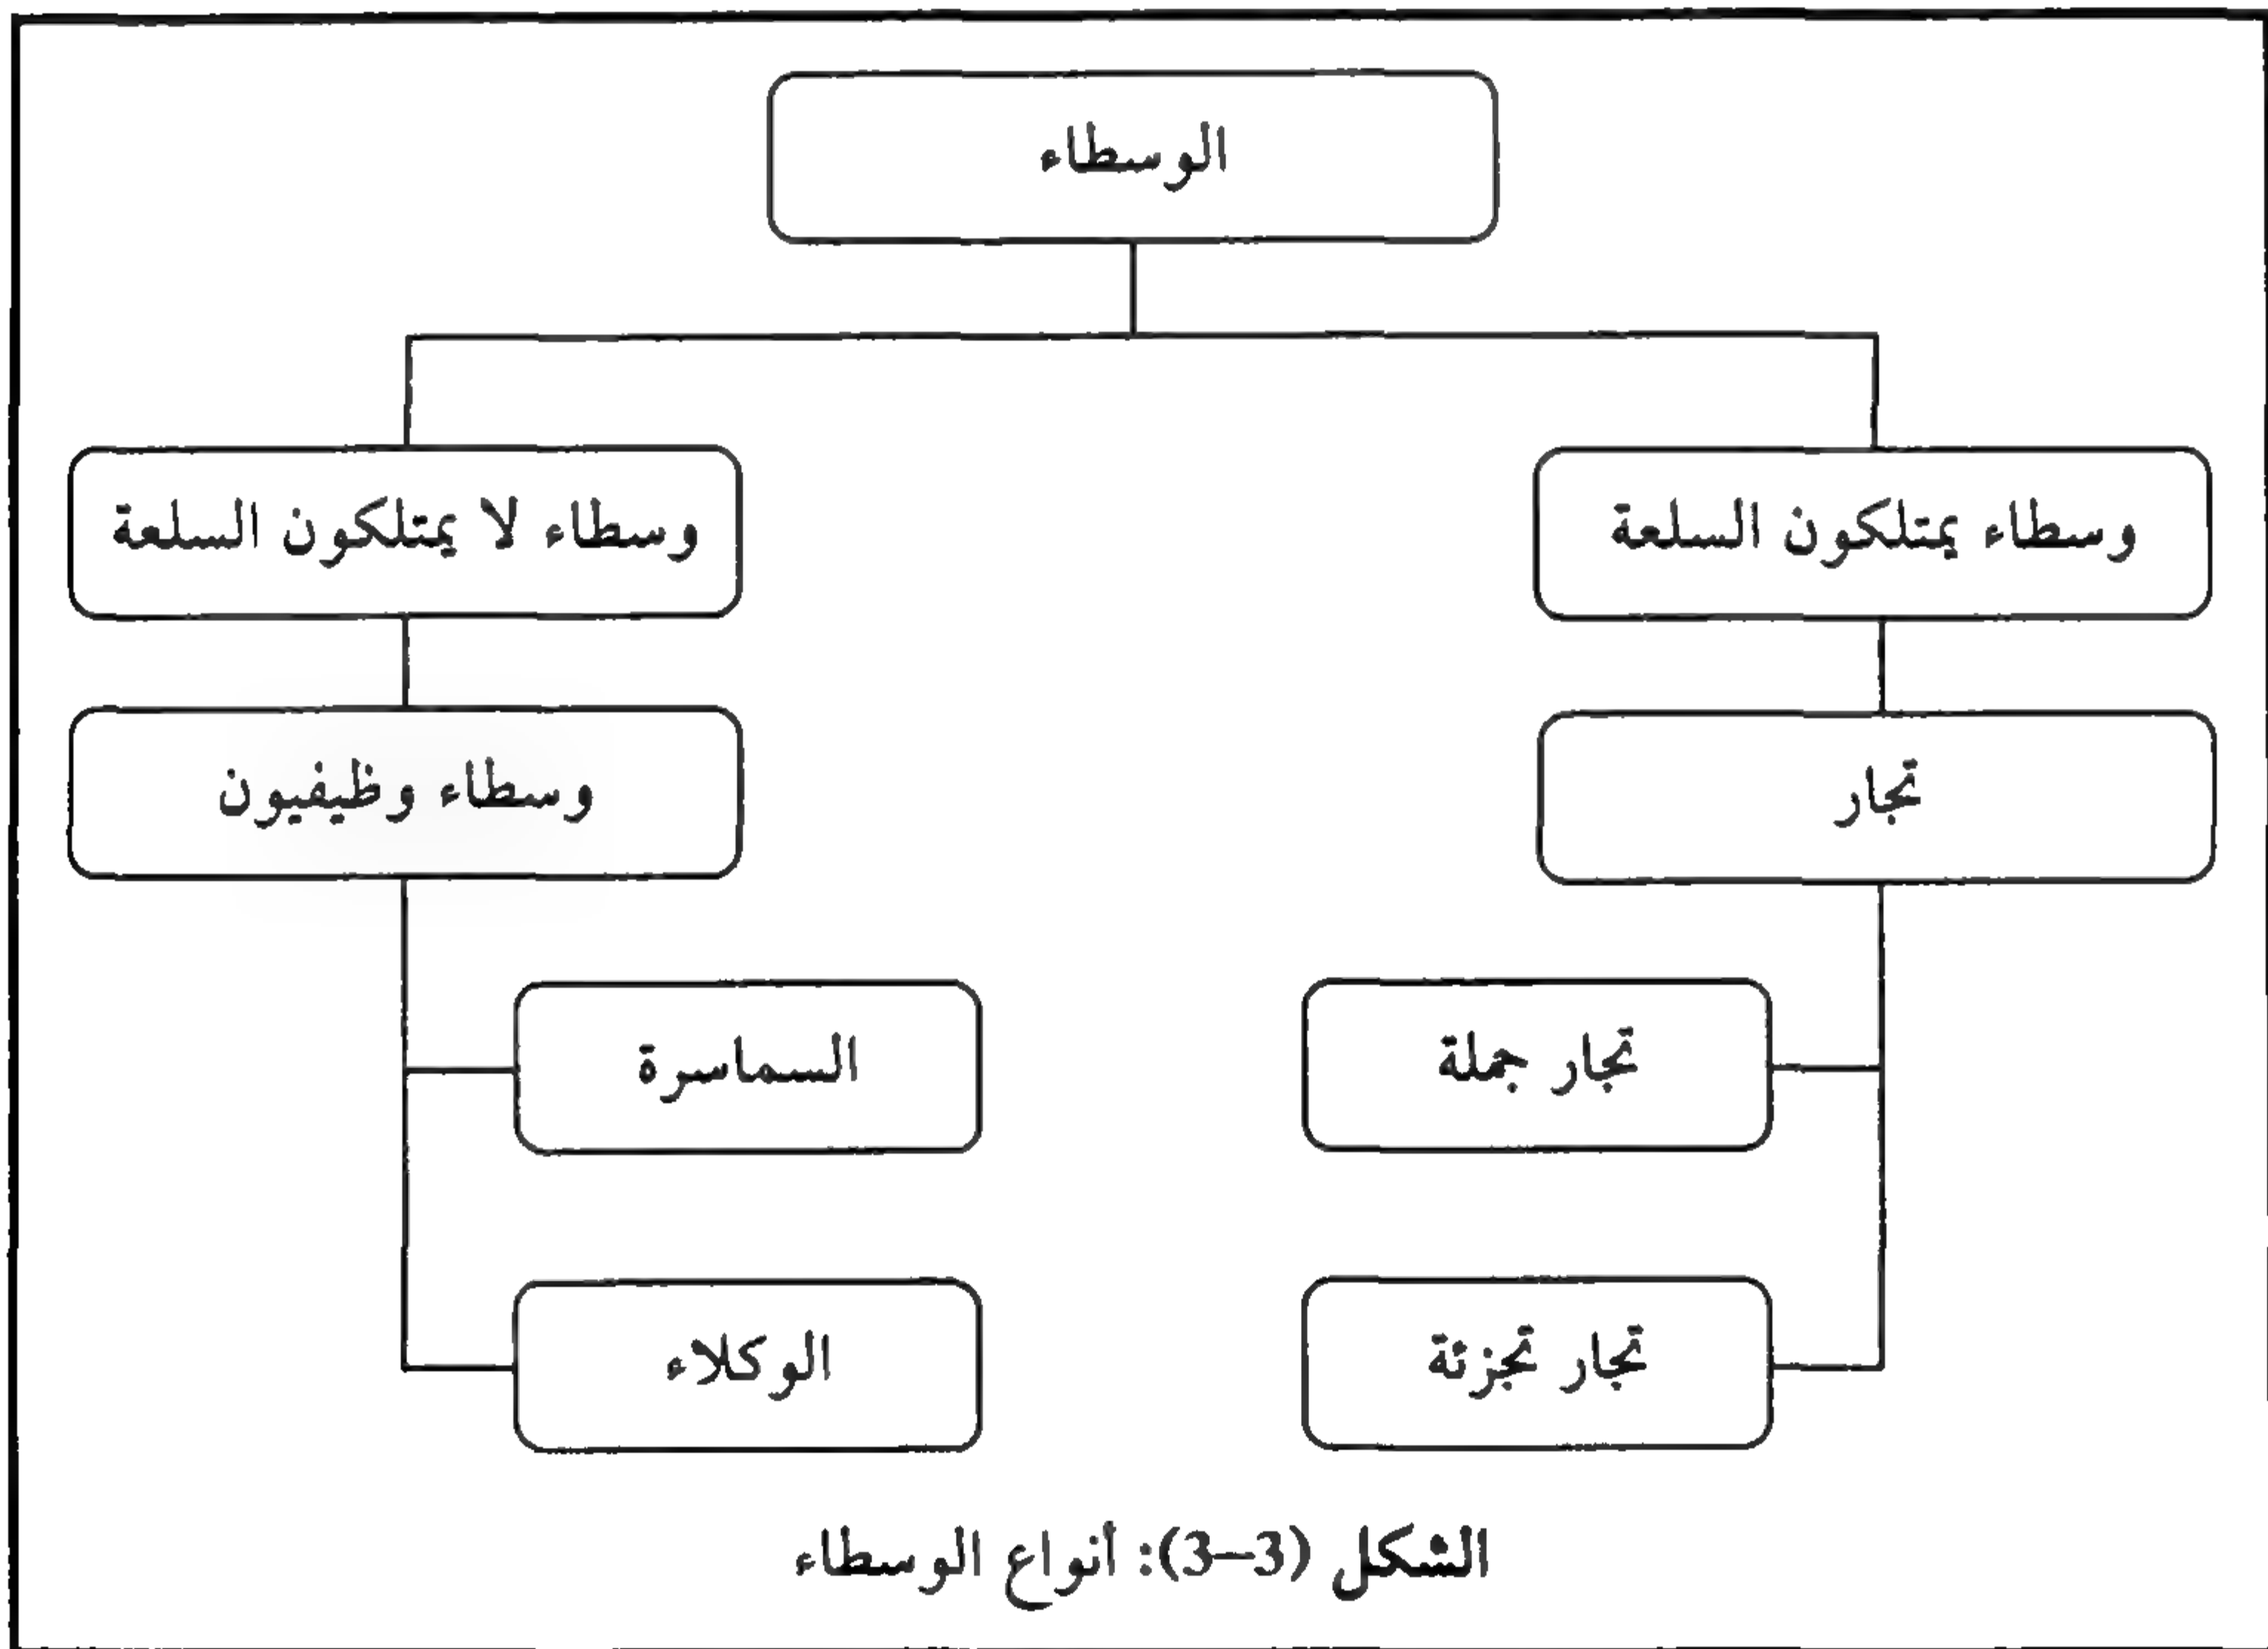 الوسطاء
وسطاء يمتلكون السلعة
وسطاء لا يمتلكون السلعة
تجار
وسطاء وظيفيون
تجار جملة
السماسرة
تجار تجزئة
الوكلاء
الشكل (3-3): أنواع الوسطاء